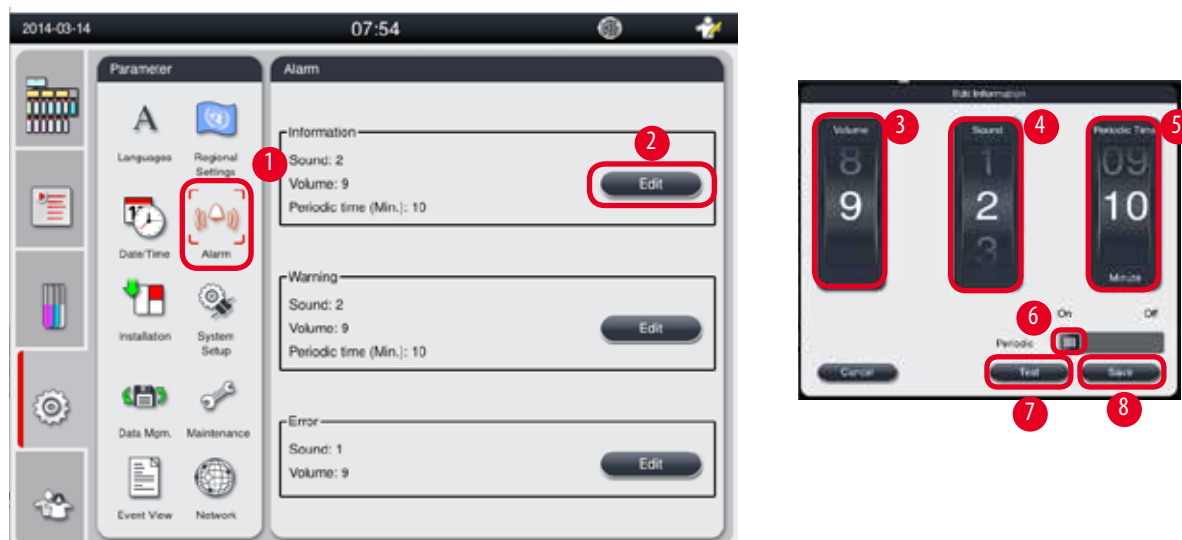 2014-03-14 07:54
Parameter
A
Languages
Regional
Settings
Date/Time
Alarm
Installation
System
Setup
Data Mgm.
Maintenance
Event View
Network
1
Alarm
Information
Sound: 2
Volume: 9
Periodic time (Min.): 10
2
Edit
Warning
Sound: 2
Volume: 9
Periodic time (Min.): 10
Edit
Error
Sound: 1
Volume: 9
Edit
Edit Information
Volume
3
8
9
Sound
4
1
2
3
Periodic Time
5
09
10
Minute
6
On Off
Periodic
Cancel
Test
Save
7
8